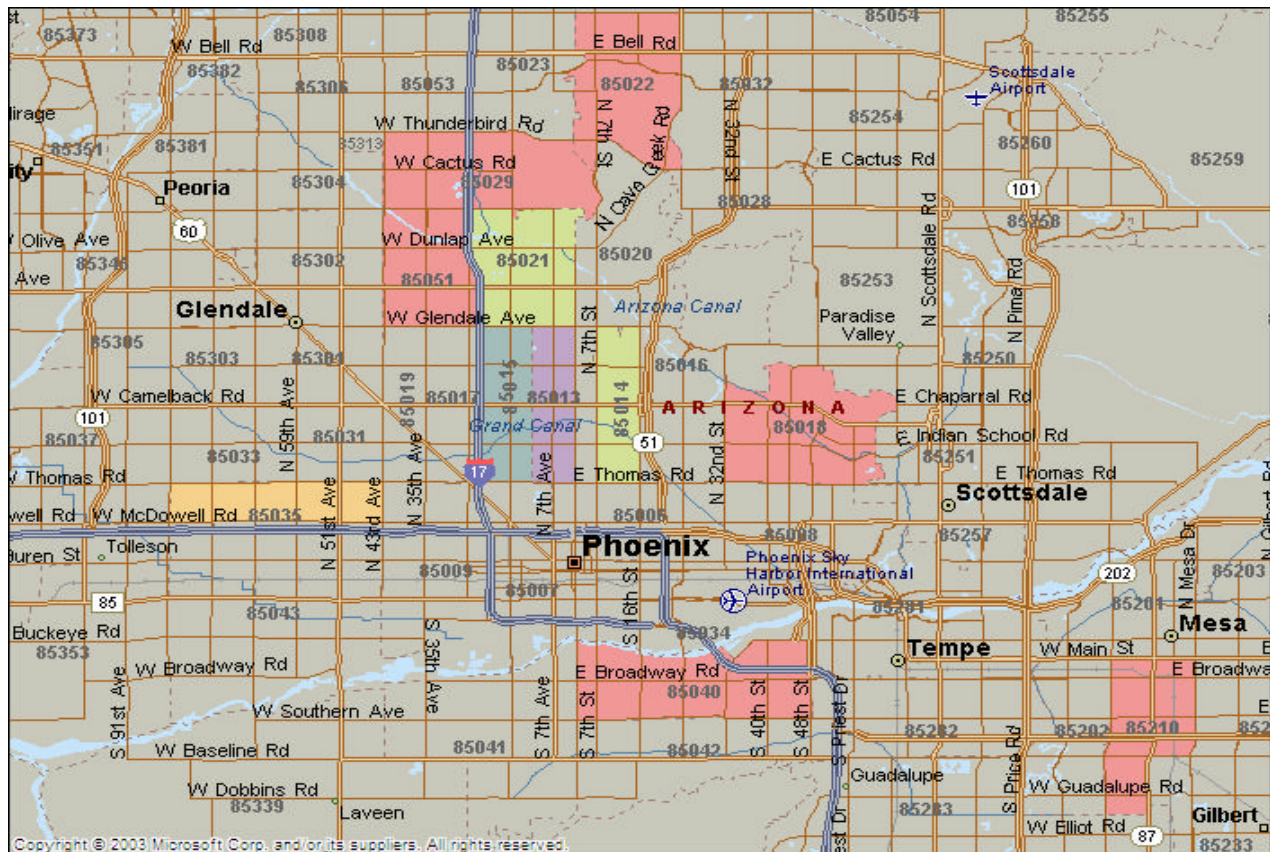 85054
85255
85373
85308
W Bell Rd
E Bell Rd
85382
85023
85306
85053
85022
85032
Scottsdale
Airport
W Thunderbird Rd
N 7th St
N Cave Creek Rd
N 32nd St
85254
85260
85351
85381
85313
W Cactus Rd
E Cactus Rd
85259
Peoria
85304
85029
101
85028
85258
60
W Dunlap Ave
85020
N Scottsdale Rd
Olive Ave
85345
85302
85021
85051
85253
N Pima Rd
Ave
Glendale
W Glendale Ave
Arizona Canal
Paradise
Valley
85305
85303
85301
N 7th St
85016
85250
W Camelback Rd
85019
85017
85015
85013
85014
E Chaparral Rd
ARIZONA
101
N 59th Ave
85031
Grand Canal
51
85018
E Indian School Rd
85037
85033
N 35th Ave
17
N 7th Ave
N 32nd St
85251
W Thomas Rd
E Thomas Rd
E Thomas Rd
Scottsdale
W McDowell Rd
85035
N 51st Ave
N 43rd Ave
85006
85008
85257
N Mesa Dr
N Gilbert Rd
Buren St
Tolleson
Phoenix
Phoenix Sky
Harbor International
Airport
85009
85007
202
85203
85
85043
S 16th St
85281
85201
Buckeye Rd
85034
Mesa
85353
S 35th Ave
Tempe
W Main St
W Broadway Rd
E Broadway Rd
E Broadwa
85040
S 91st Ave
W Southern Ave
S 7th Ave
S 7th St
S 40th St
S 48th St
S Priest Dr
85282
85202
85210
W Baseline Rd
85041
85042
S Price Rd
W Dobbins Rd
Guadalupe
W Guadalupe Rd
85339
Laveen
85283
Gilbert
W Elliot Rd
87
85233
Copyright © 2003 Microsoft Corp. and/or its suppliers. All rights reserved.